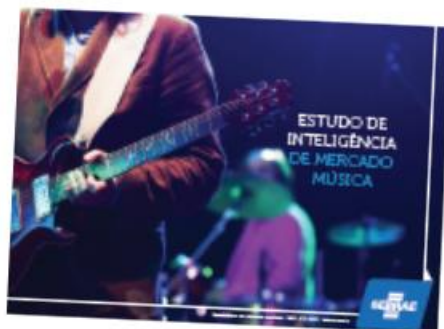 ESTUDO DE
INTELIGÊNCIA
DE MERCADO
MÚSICA
SEBRAE